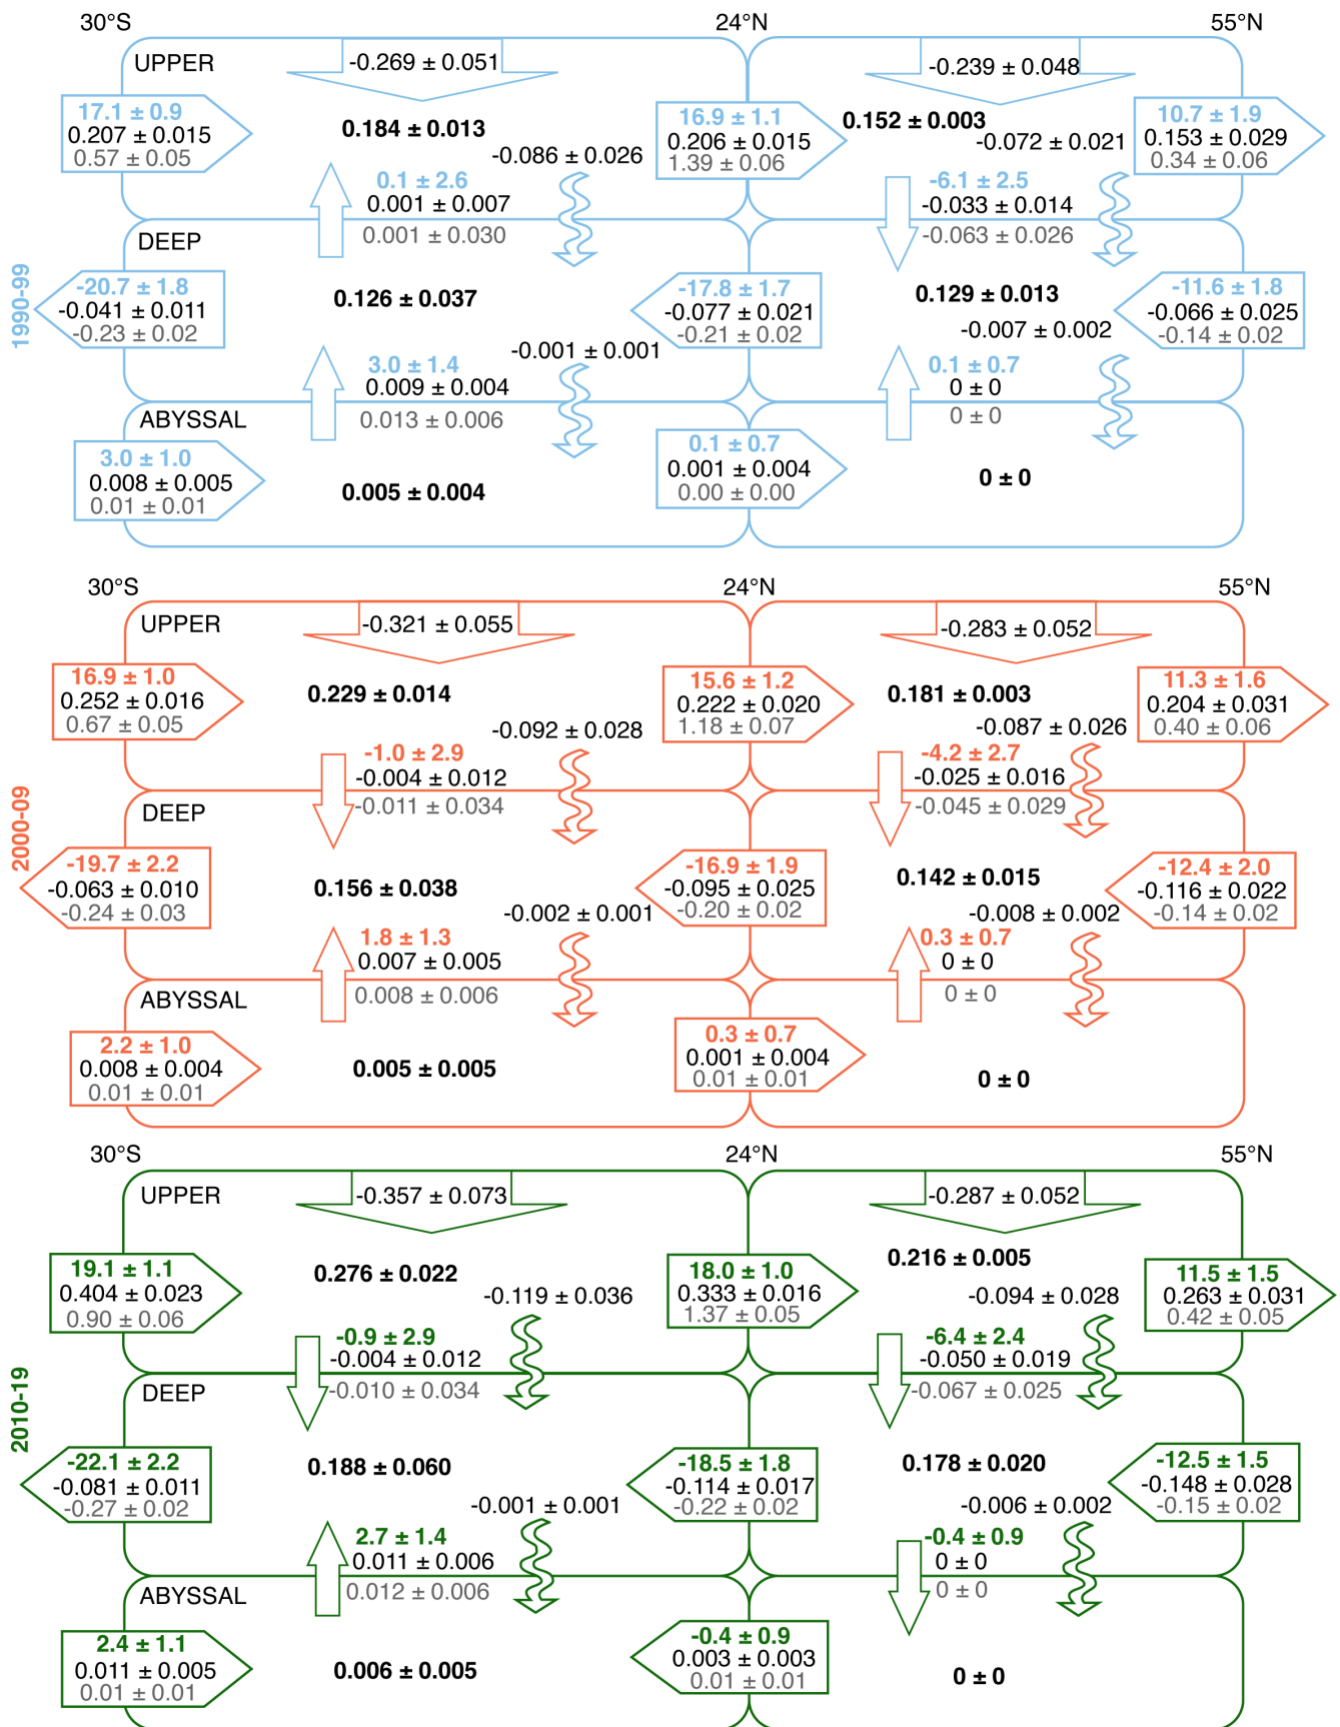 30°S
24°N
55°N
UPPER
-0.269 ± 0.051
-0.239 ± 0.048
17.1 ± 0.9
0.207 ± 0.015
0.57 ± 0.05
0.184 ± 0.013
-0.086 ± 0.026
16.9 ± 1.1
0.206 ± 0.015
1.39 ± 0.06
0.152 ± 0.003
-0.072 ± 0.021
10.7 ± 1.9
0.153 ± 0.029
0.34 ± 0.06
0.1 ± 2.6
0.001 ± 0.007
0.001 ± 0.030
-6.1 ± 2.5
-0.033 ± 0.014
-0.063 ± 0.026
1990-99
DEEP
-20.7 ± 1.8
-0.041 ± 0.011
-0.23 ± 0.02
0.126 ± 0.037
-0.001 ± 0.001
-17.8 ± 1.7
-0.077 ± 0.021
-0.21 ± 0.02
0.129 ± 0.013
-0.007 ± 0.002
-11.6 ± 1.8
-0.066 ± 0.025
-0.14 ± 0.02
3.0 ± 1.4
0.009 ± 0.004
0.013 ± 0.006
0.1 ± 0.7
0 ± 0
0 ± 0
ABYSSAL
3.0 ± 1.0
0.008 ± 0.005
0.01 ± 0.01
0.005 ± 0.004
0.1 ± 0.7
0.001 ± 0.004
0.00 ± 0.00
0 ± 0
30°S
24°N
55°N
UPPER
-0.321 ± 0.055
-0.283 ± 0.052
16.9 ± 1.0
0.252 ± 0.016
0.67 ± 0.05
0.229 ± 0.014
-0.092 ± 0.028
15.6 ± 1.2
0.222 ± 0.020
1.18 ± 0.07
0.181 ± 0.003
-0.087 ± 0.026
11.3 ± 1.6
0.204 ± 0.031
0.40 ± 0.06
-1.0 ± 2.9
-0.004 ± 0.012
-0.011 ± 0.034
-4.2 ± 2.7
-0.025 ± 0.016
-0.045 ± 0.029
2000-09
DEEP
-19.7 ± 2.2
-0.063 ± 0.010
-0.24 ± 0.03
0.156 ± 0.038
-0.002 ± 0.001
-16.9 ± 1.9
-0.095 ± 0.025
-0.20 ± 0.02
0.142 ± 0.015
-0.008 ± 0.002
-12.4 ± 2.0
-0.116 ± 0.022
-0.14 ± 0.02
1.8 ± 1.3
0.007 ± 0.005
0.008 ± 0.006
0.3 ± 0.7
0 ± 0
0 ± 0
ABYSSAL
2.2 ± 1.0
0.008 ± 0.004
0.01 ± 0.01
0.005 ± 0.005
0.3 ± 0.7
0.001 ± 0.004
0.01 ± 0.01
0 ± 0
30°S
24°N
55°N
UPPER
-0.357 ± 0.073
-0.287 ± 0.052
19.1 ± 1.1
0.404 ± 0.023
0.90 ± 0.06
0.276 ± 0.022
-0.119 ± 0.036
18.0 ± 1.0
0.333 ± 0.016
1.37 ± 0.05
0.216 ± 0.005
-0.094 ± 0.028
11.5 ± 1.5
0.263 ± 0.031
0.42 ± 0.05
-0.9 ± 2.9
-0.004 ± 0.012
-0.010 ± 0.034
-6.4 ± 2.4
-0.050 ± 0.019
-0.067 ± 0.025
2010-19
DEEP
-22.1 ± 2.2
-0.081 ± 0.011
-0.27 ± 0.02
0.188 ± 0.060
-0.001 ± 0.001
-18.5 ± 1.8
-0.114 ± 0.017
-0.22 ± 0.02
0.178 ± 0.020
-0.006 ± 0.002
-12.5 ± 1.5
-0.148 ± 0.028
-0.15 ± 0.02
2.7 ± 1.4
0.011 ± 0.006
0.012 ± 0.006
-0.4 ± 0.9
0 ± 0
0 ± 0
ABYSSAL
2.4 ± 1.1
0.011 ± 0.005
0.01 ± 0.01
0.006 ± 0.005
-0.4 ± 0.9
0.003 ± 0.003
0.01 ± 0.01
0 ± 0